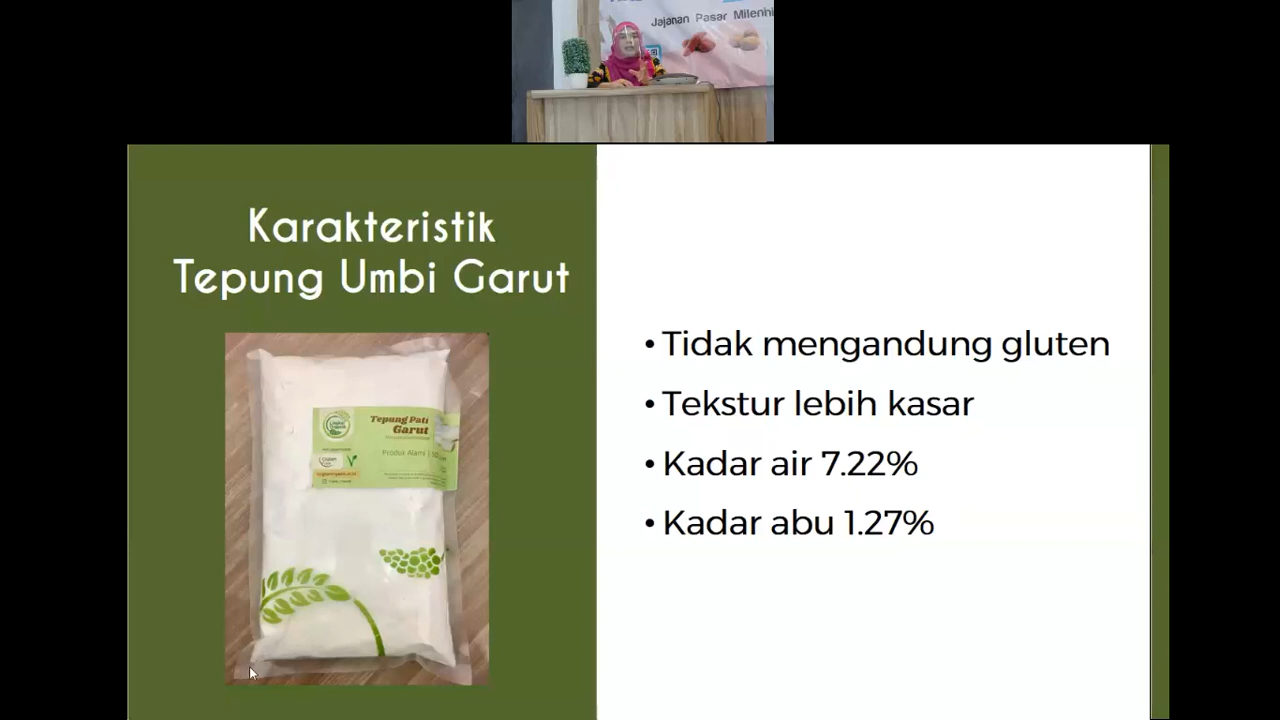 Jajanan Pasar Milenhi
Karakteristik
Tepung Umbi Garut
Tepung Pati
Garut
Produk Alami
• Tidak mengandung gluten
• Tekstur lebih kasar
• Kadar air 7.22%
• Kadar abu 1.27%